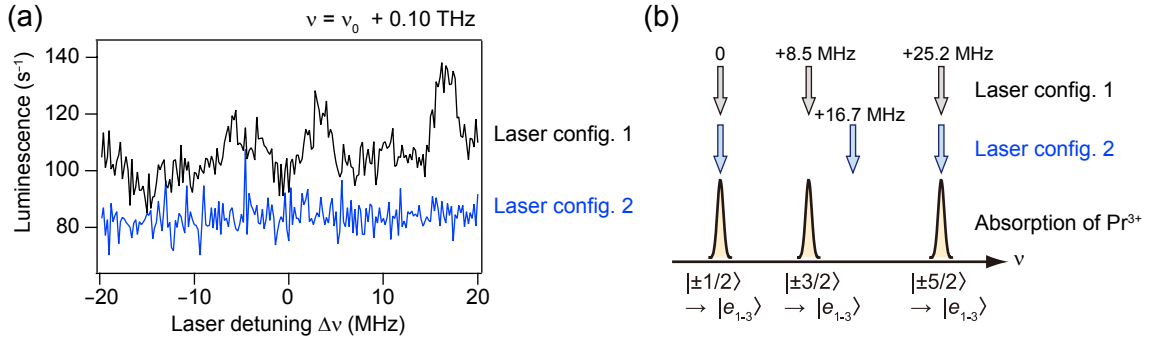 (a)
ν = ν0 + 0.10 THz
Luminescence (s⁻¹)
140
120
100
80
−20
−10
0
10
20
Laser detuning Δν (MHz)
Laser config. 1
Laser config. 2
(b)
0
+8.5 MHz
+25.2 MHz
Laser config. 1
+16.7 MHz
Laser config. 2
Absorption of Pr³⁺
ν
|±1/2⟩
→ |e₁₋₃⟩
|±3/2⟩
→ |e₁₋₃⟩
|±5/2⟩
→ |e₁₋₃⟩